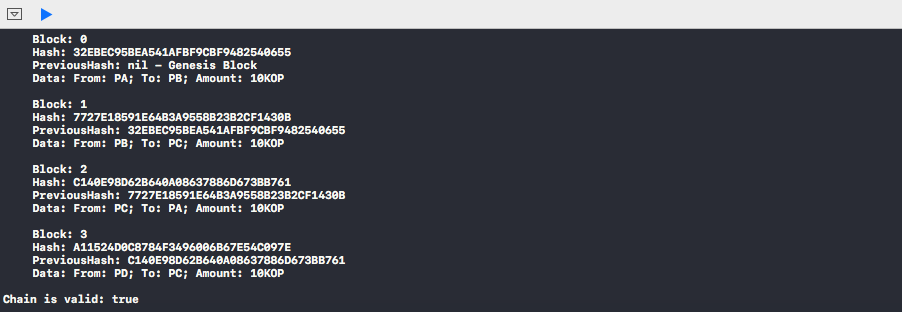 Block: 0
Hash: 32EBEC95BEA541AFBF9CBF9482540655
PreviousHash: nil - Genesis Block
Data: From: PA; To: PB; Amount: 10KOP
Block: 1
Hash: 7727E18591E64B3A9558B23B2CF1430B
PreviousHash: 32EBEC95BEA541AFBF9CBF9482540655
Data: From: PB; To: PC; Amount: 10KOP
Block: 2
Hash: C140E98D62B640A08637886D673BB761
PreviousHash: 7727E18591E64B3A9558B23B2CF1430B
Data: From: PC; To: PA; Amount: 10KOP
Block: 3
Hash: A11524D0C8784F3496006B67E54C097E
PreviousHash: C140E98D62B640A08637886D673BB761
Data: From: PD; To: PC; Amount: 10KOP
Chain is valid: true